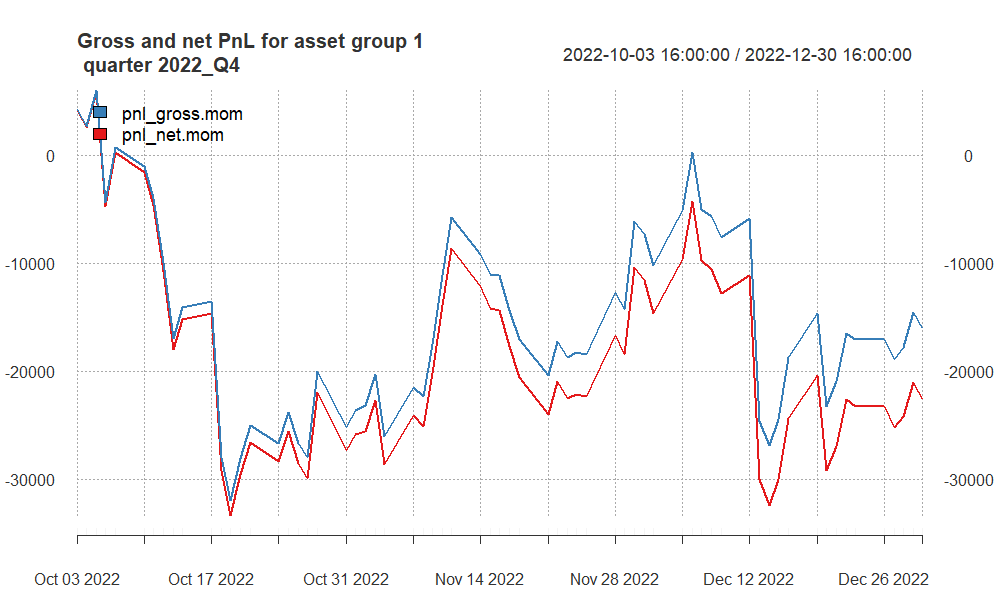 Gross and net PnL for asset group 1
quarter 2022_Q4
2022-10-03 16:00:00 / 2022-12-30 16:00:00
pnl_gross.mom
pnl_net.mom
0 0
-10000 -10000
-20000 -20000
-30000 -30000
Oct 03 2022 Oct 17 2022 Oct 31 2022 Nov 14 2022 Nov 28 2022 Dec 12 2022 Dec 26 2022